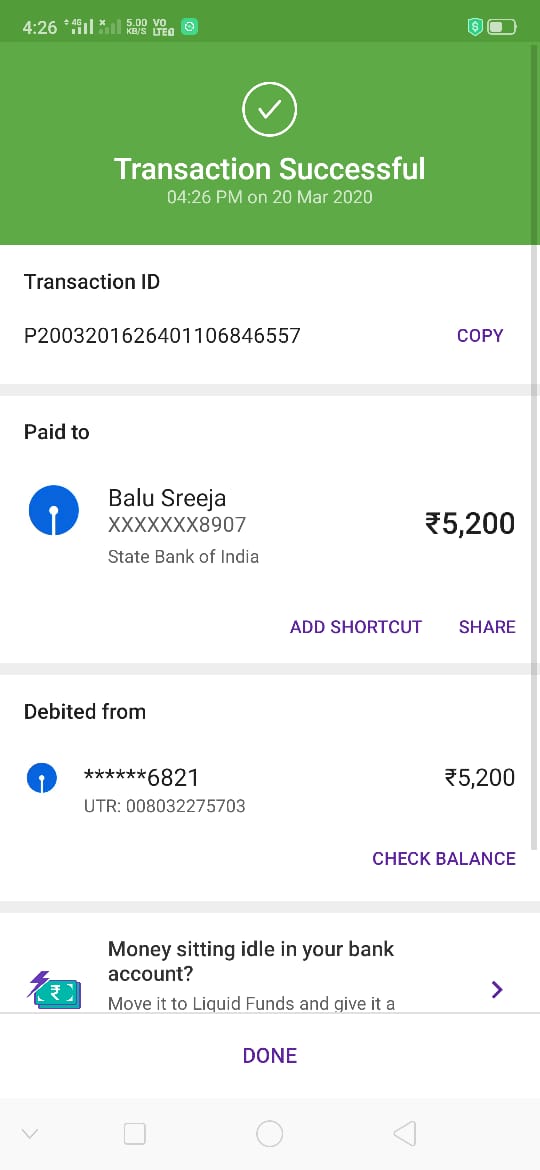 4:26 4G 5.00 KB/S VO LTE
Transaction Successful
04:26 PM on 20 Mar 2020
Transaction ID
P2003201626401106846557 COPY
Paid to
Balu Sreeja
XXXXXXX8907
₹5,200
State Bank of India
ADD SHORTCUT SHARE
Debited from
******6821 ₹5,200
UTR: 008032275703
CHECK BALANCE
Money sitting idle in your bank
account?
Move it to Liquid Funds and give it a
DONE